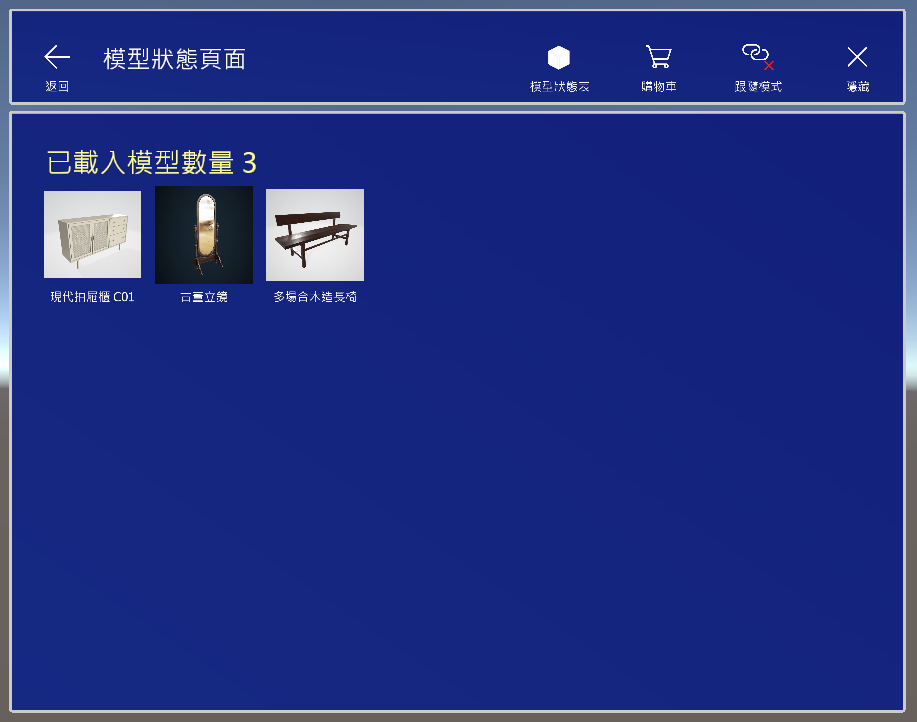 模型狀態頁面
返回
模型狀態表
購物車
跟隨模式
隱藏
已載入模型數量 3
現代抽屜櫃 C01
古董立鏡
多場合木造長椅